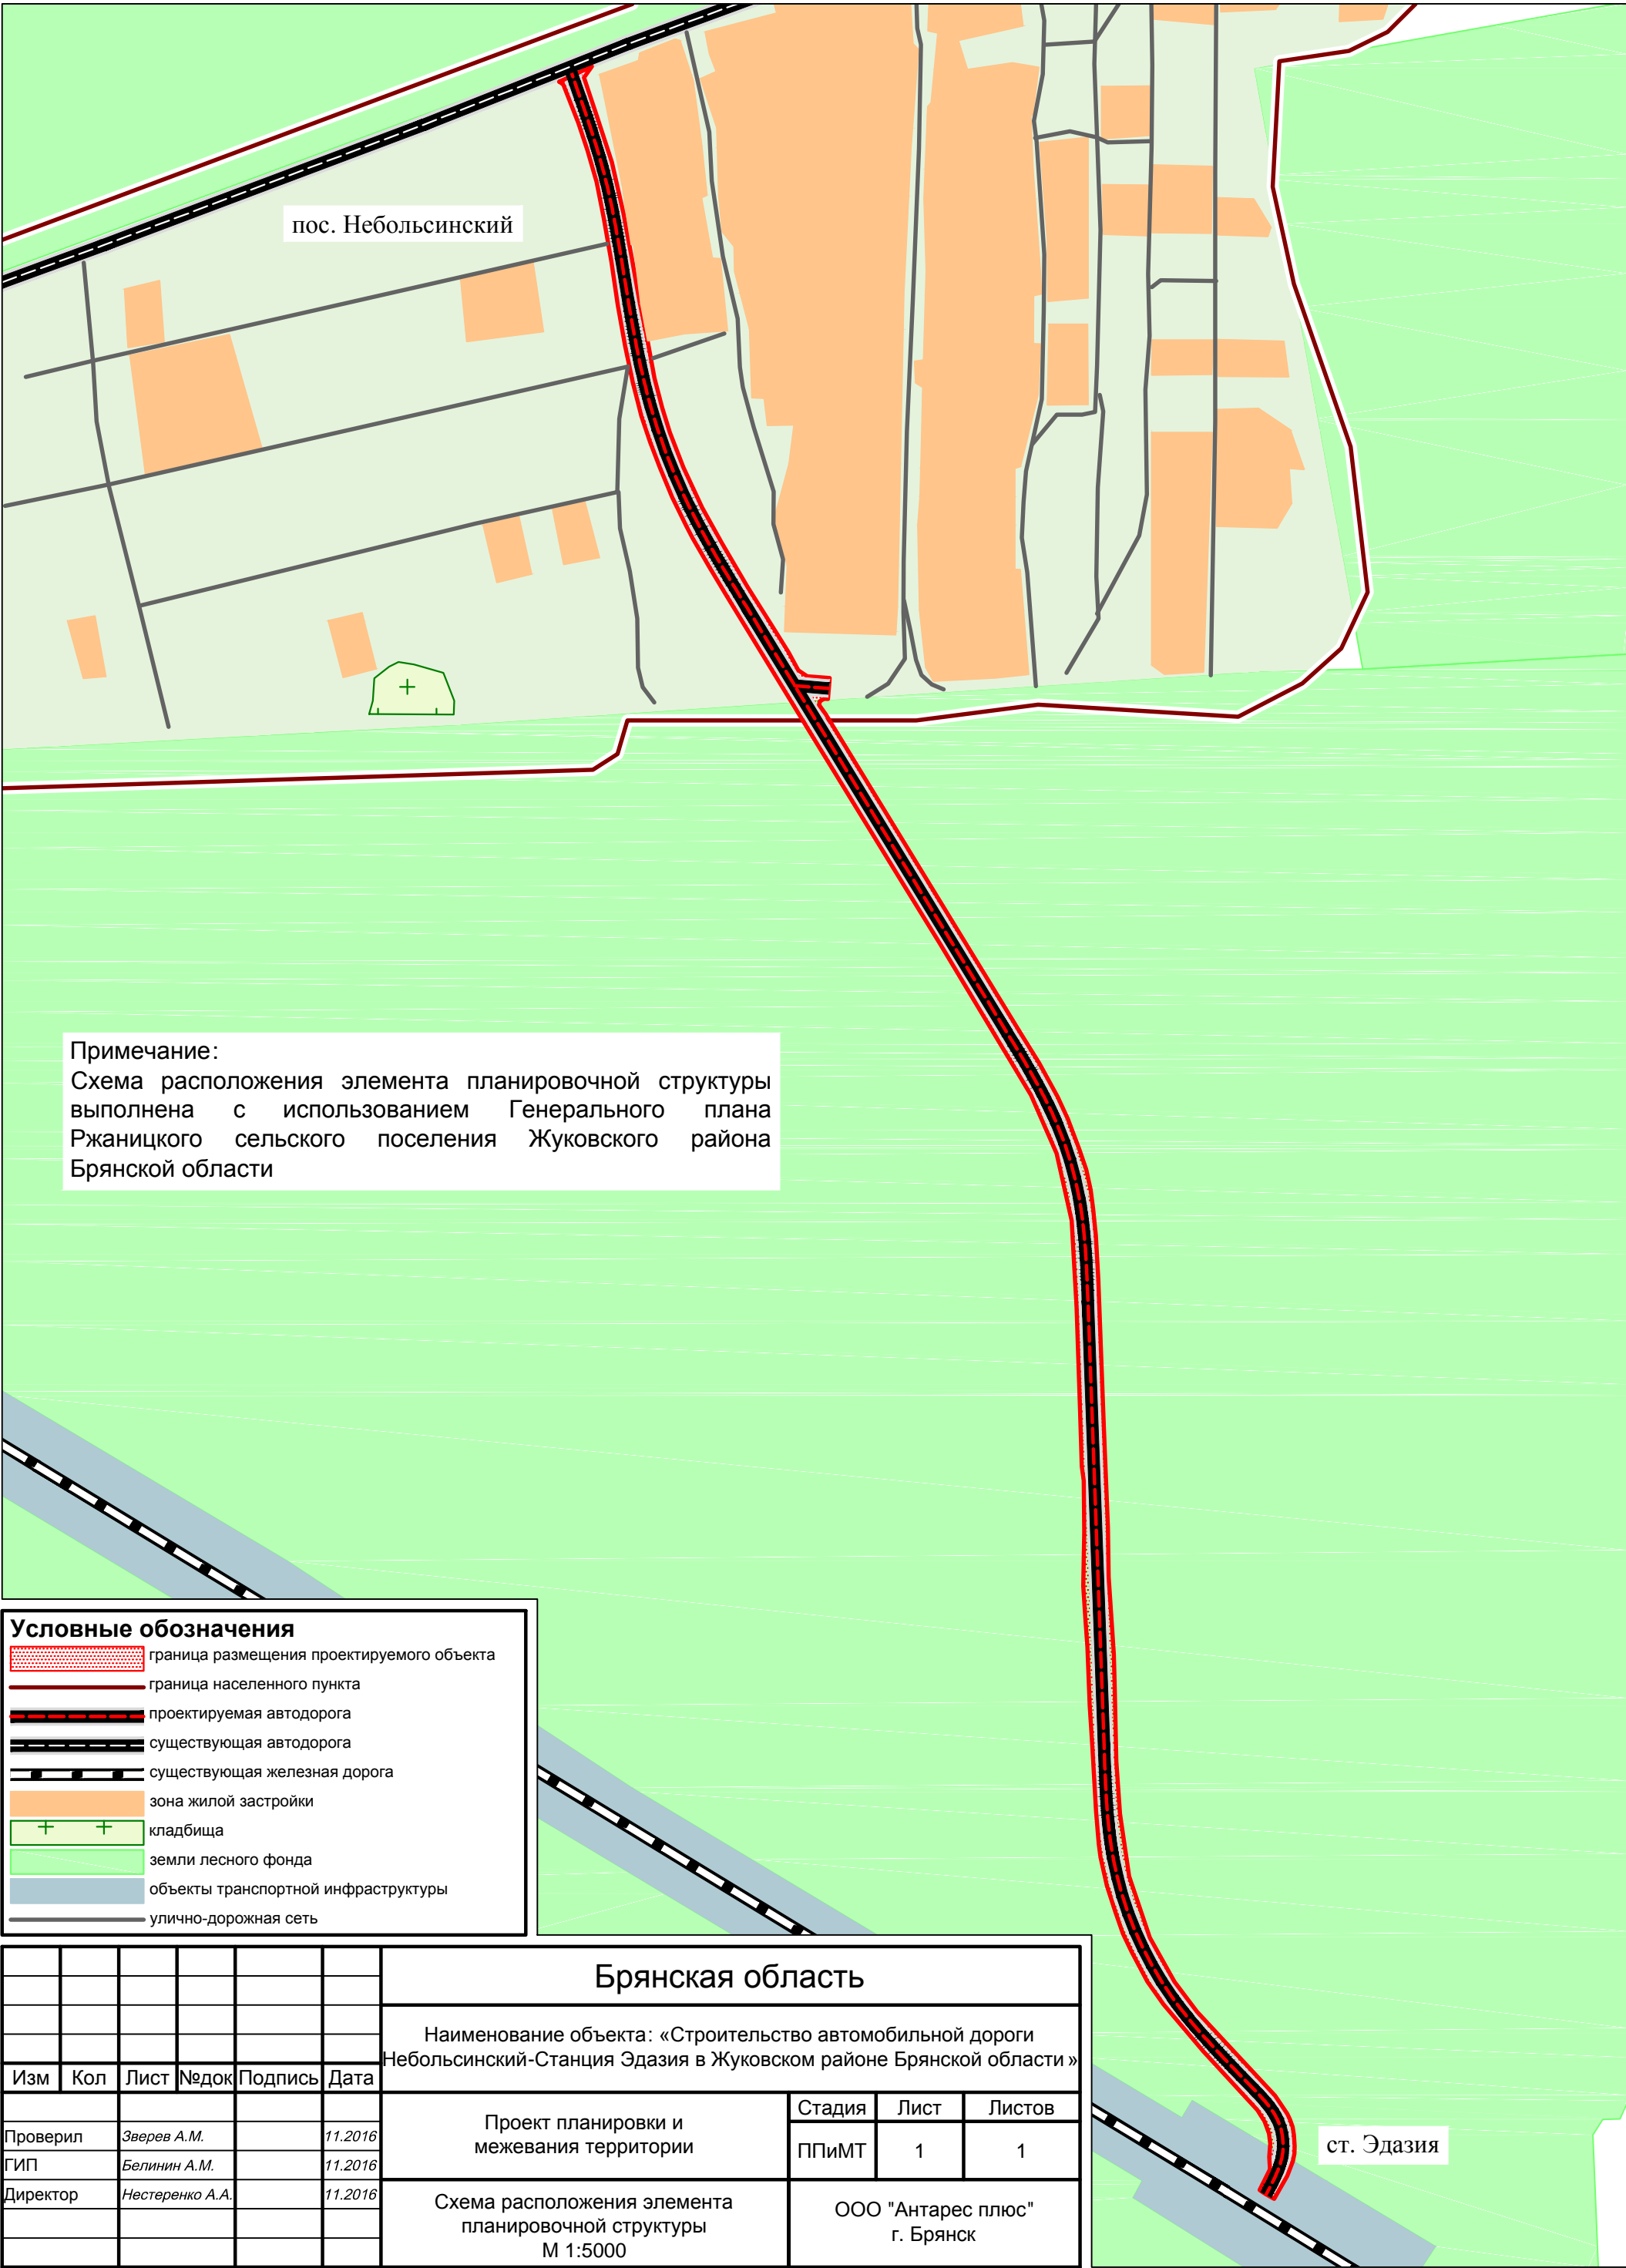 пос. Небольсинский
Примечание:
Схема расположения элемента планировочной структуры
выполнена с использованием Генерального плана
Ржаницкого сельского поселения Жуковского района
Брянской области
Условные обозначения
граница размещения проектируемого объекта
граница населенного пункта
проектируемая автодорога
существующая автодорога
существующая железная дорога
зона жилой застройки
кладбища
земли лесного фонда
объекты транспортной инфраструктуры
улично-дорожная сеть
Брянская область
Наименование объекта: «Строительство автомобильной дороги
Небольсинский-Станция Эдазия в Жуковском районе Брянской области»
Изм Кол Лист №док Подпись Дата
Проверил Зверев А.М. 11.2016
ГИП Белинин А.М. 11.2016
Директор Нестеренко А.А. 11.2016
Проект планировки и
межевания территории
Стадия Лист Листов
ППиМТ 1 1
Схема расположения элемента
планировочной структуры
М 1:5000
ООО "Антарес плюс"
г. Брянск
ст. Эдазия